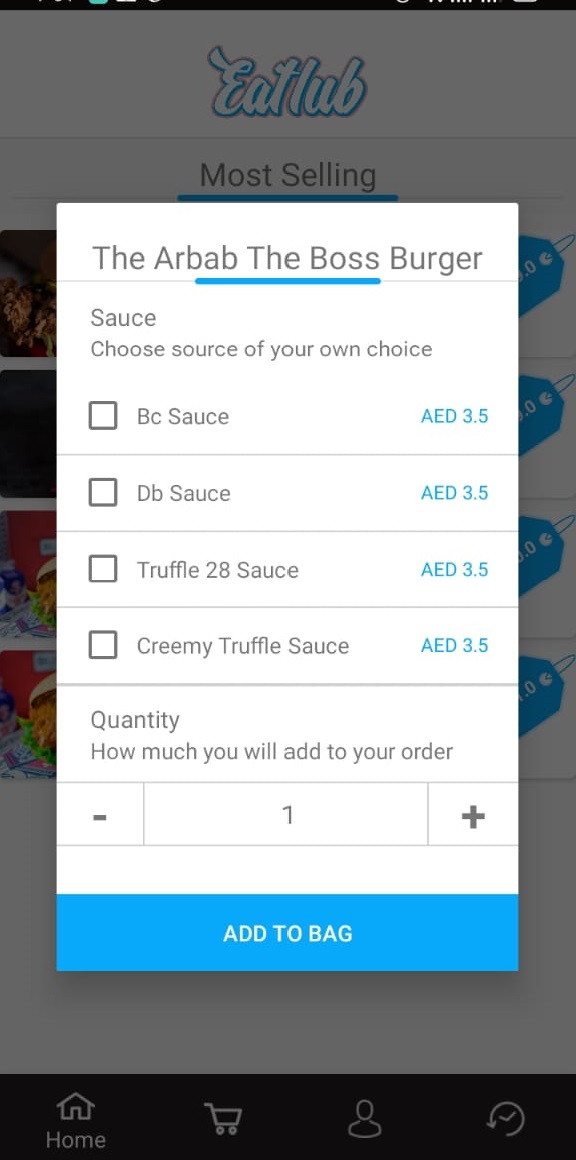 Eathub
Most Selling
The Arbab The Boss Burger
Sauce
Choose source of your own choice
Bc Sauce AED 3.5
Db Sauce AED 3.5
Truffle 28 Sauce AED 3.5
Creemy Truffle Sauce AED 3.5
Quantity
How much you will add to your order
- 1 +
ADD TO BAG
Home